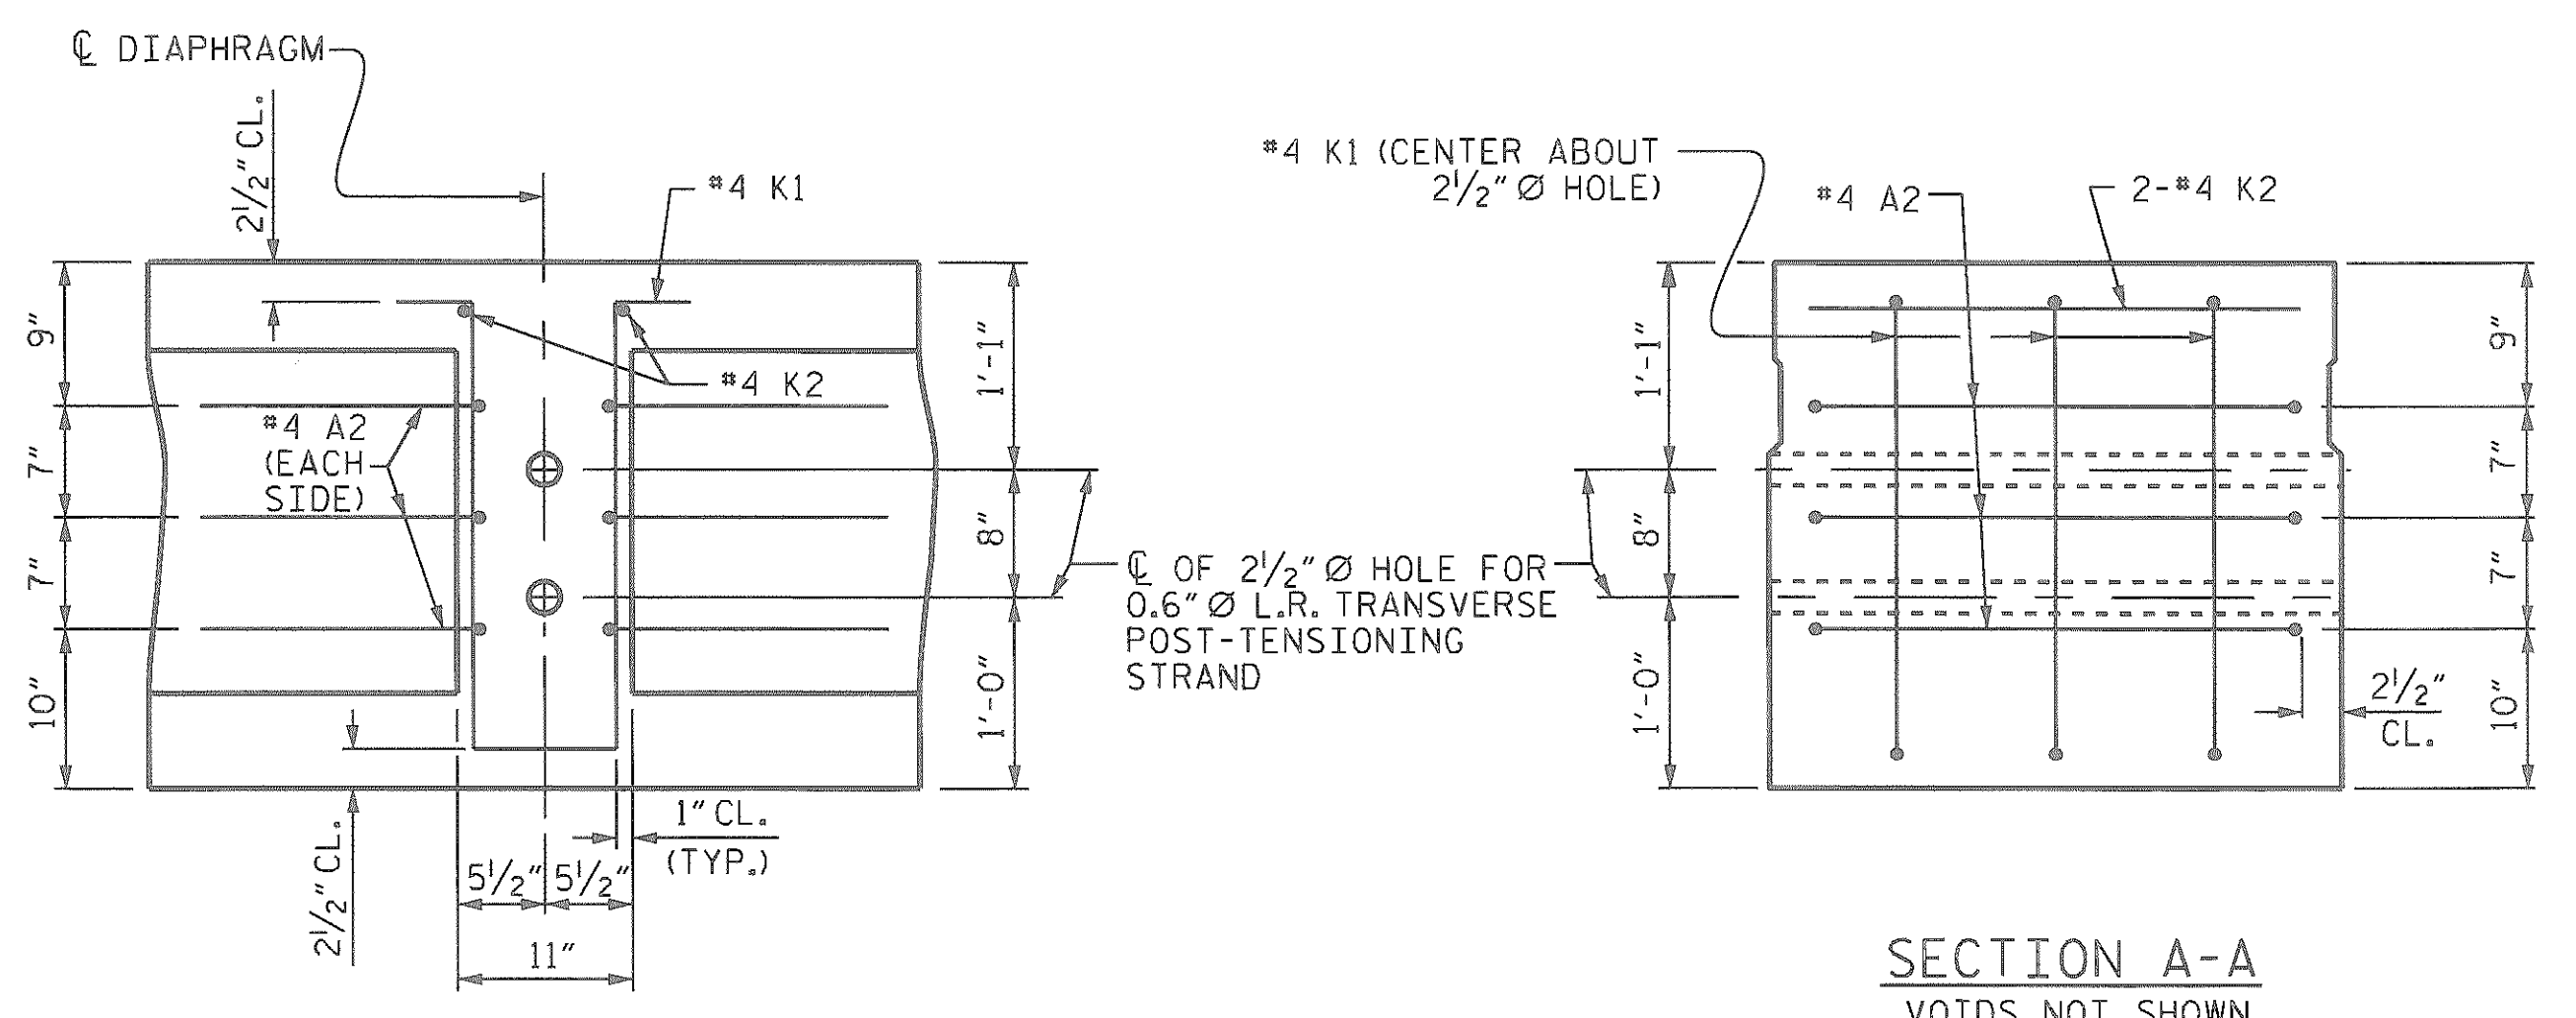 ℄ DIAPHRAGM
2½" CL.
#4 K1
9"
7"
7"
10"
#4 A2
(EACH
SIDE)
#4 K2
1'-1"
8"
1'-0"
2½" CL.
1" CL.
(TYP.)
5½"
5½"
11"
℄ OF 2½" Ø HOLE FOR
0.6" Ø L.R. TRANSVERSE
POST-TENSIONING
STRAND
#4 K1 (CENTER ABOUT
2½" Ø HOLE)
#4 A2
2-#4 K2
1'-1"
8"
1'-0"
9"
7"
7"
10"
2½"
CL.
SECTION A-A
VOIDS NOT SHOWN